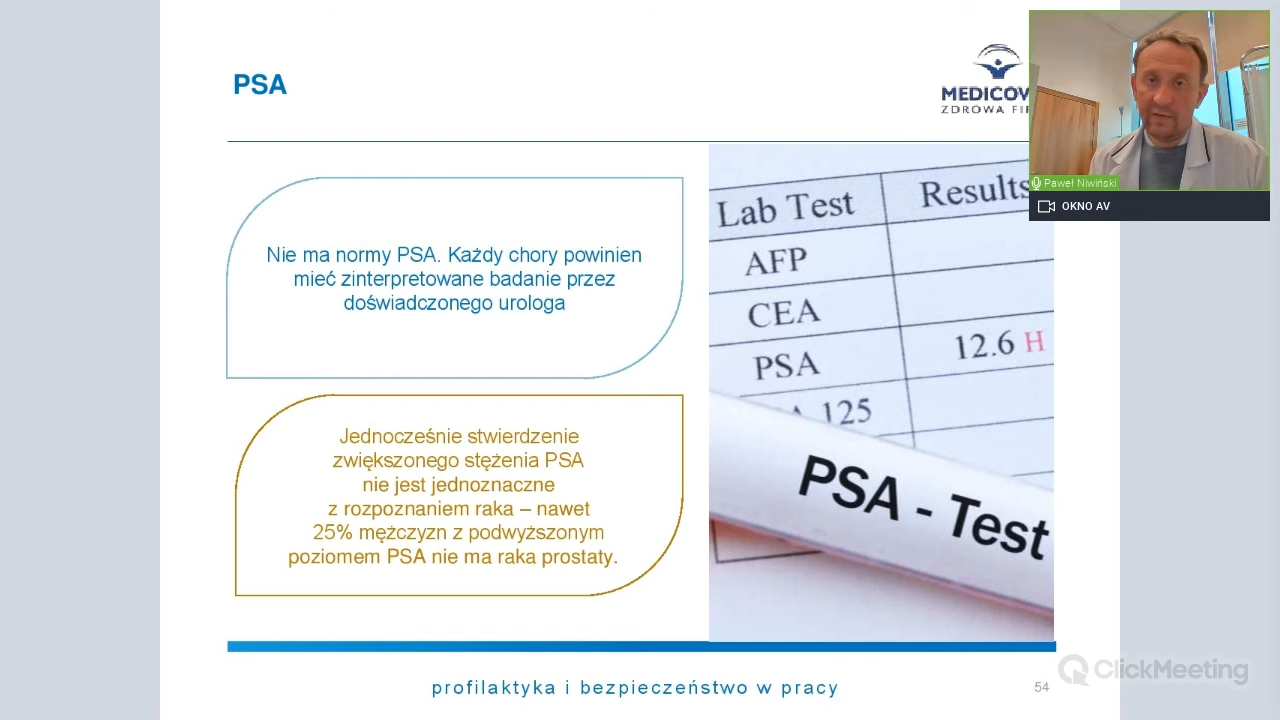 PSA
MEDICOV
ZDROWA FIR
Paweł Niwiński
OKNO AV
Nie ma normy PSA. Każdy chory powinien
mieć zinterpretowane badanie przez
doświadczonego urologa
Jednocześnie stwierdzenie
zwiększonego stężenia PSA
nie jest jednoznaczne
z rozpoznaniem raka – nawet
25% mężczyzn z podwyższonym
poziomem PSA nie ma raka prostaty.
Lab Test Results
AFP
CEA
PSA 12.6 H
125
PSA - Test
profilaktyka i bezpieczeństwo w pracy
54
ClickMeeting